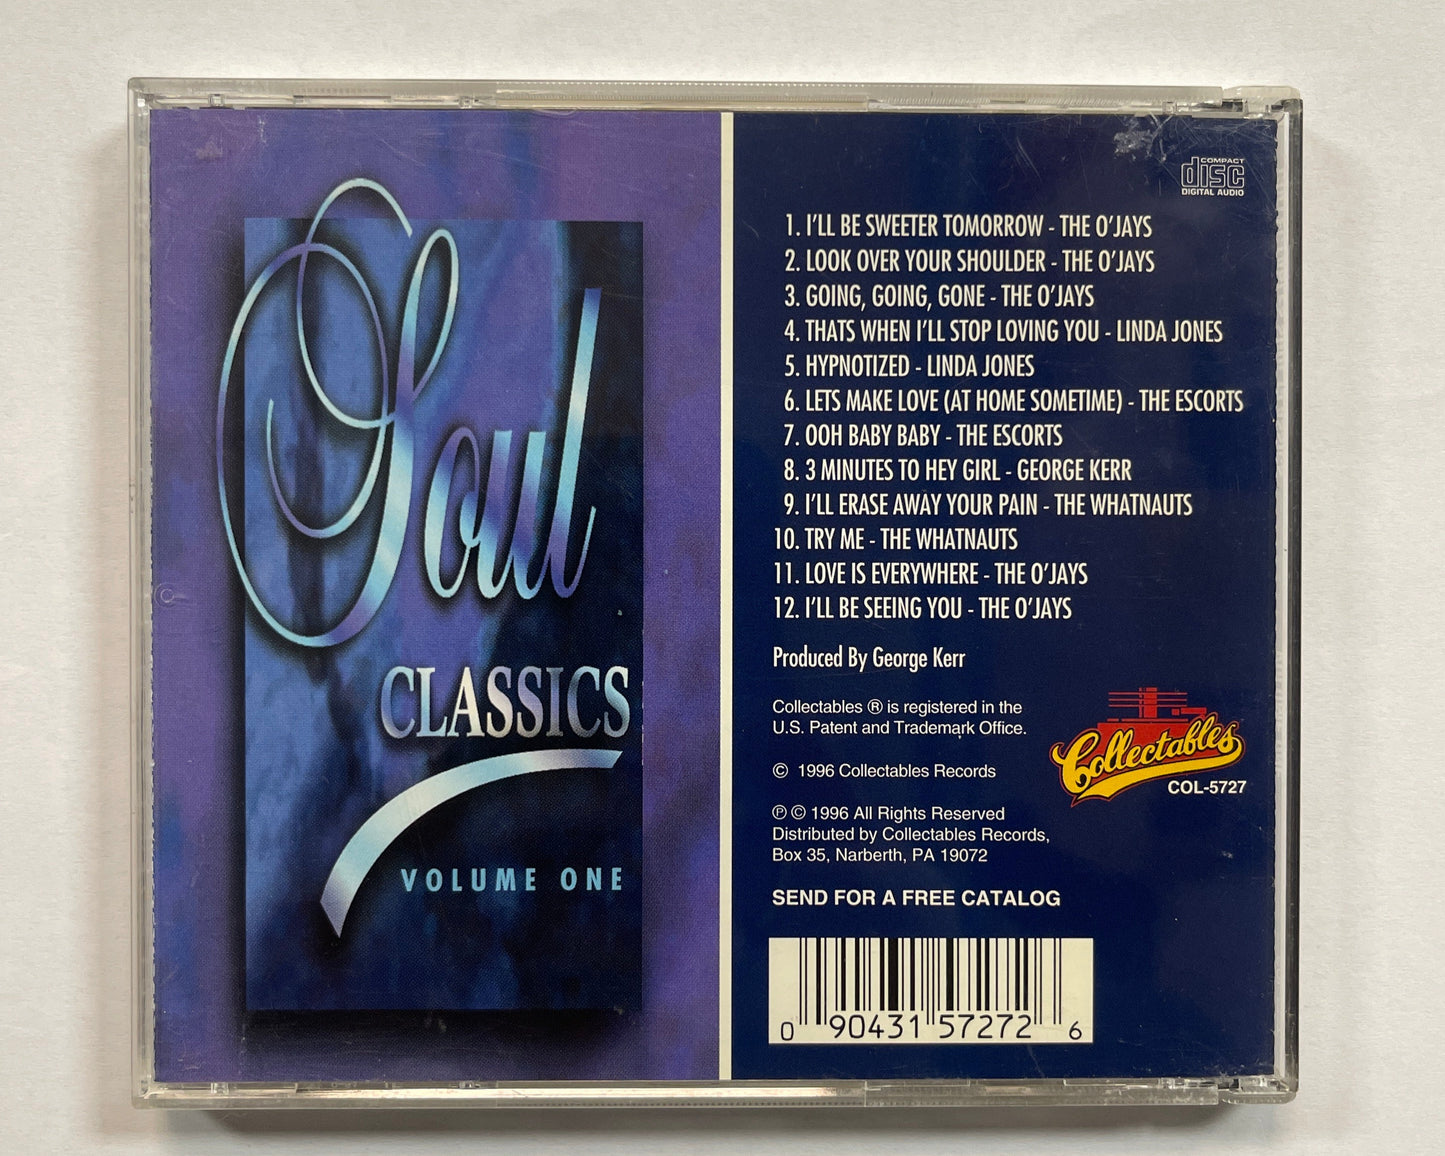 Soul
CLASSICS
VOLUME ONE
COMPACT
disc
DIGITAL AUDIO
1. I'LL BE SWEETER TOMORROW - THE O'JAYS
2. LOOK OVER YOUR SHOULDER - THE O'JAYS
3. GOING, GOING, GONE - THE O'JAYS
4. THATS WHEN I'LL STOP LOVING YOU - LINDA JONES
5. HYPNOTIZED - LINDA JONES
6. LETS MAKE LOVE (AT HOME SOMETIME) - THE ESCORTS
7. OOH BABY BABY - THE ESCORTS
8. 3 MINUTES TO HEY GIRL - GEORGE KERR
9. I'LL ERASE AWAY YOUR PAIN - THE WHATNAUTS
10. TRY ME - THE WHATNAUTS
11. LOVE IS EVERYWHERE - THE O'JAYS
12. I'LL BE SEEING YOU - THE O'JAYS
Produced By George Kerr
Collectables ® is registered in the
U.S. Patent and Trademark Office.
© 1996 Collectables Records
Collectables
COL-5727
℗ © 1996 All Rights Reserved
Distributed by Collectables Records,
Box 35, Narberth, PA 19072
SEND FOR A FREE CATALOG
0 90431 57272 6